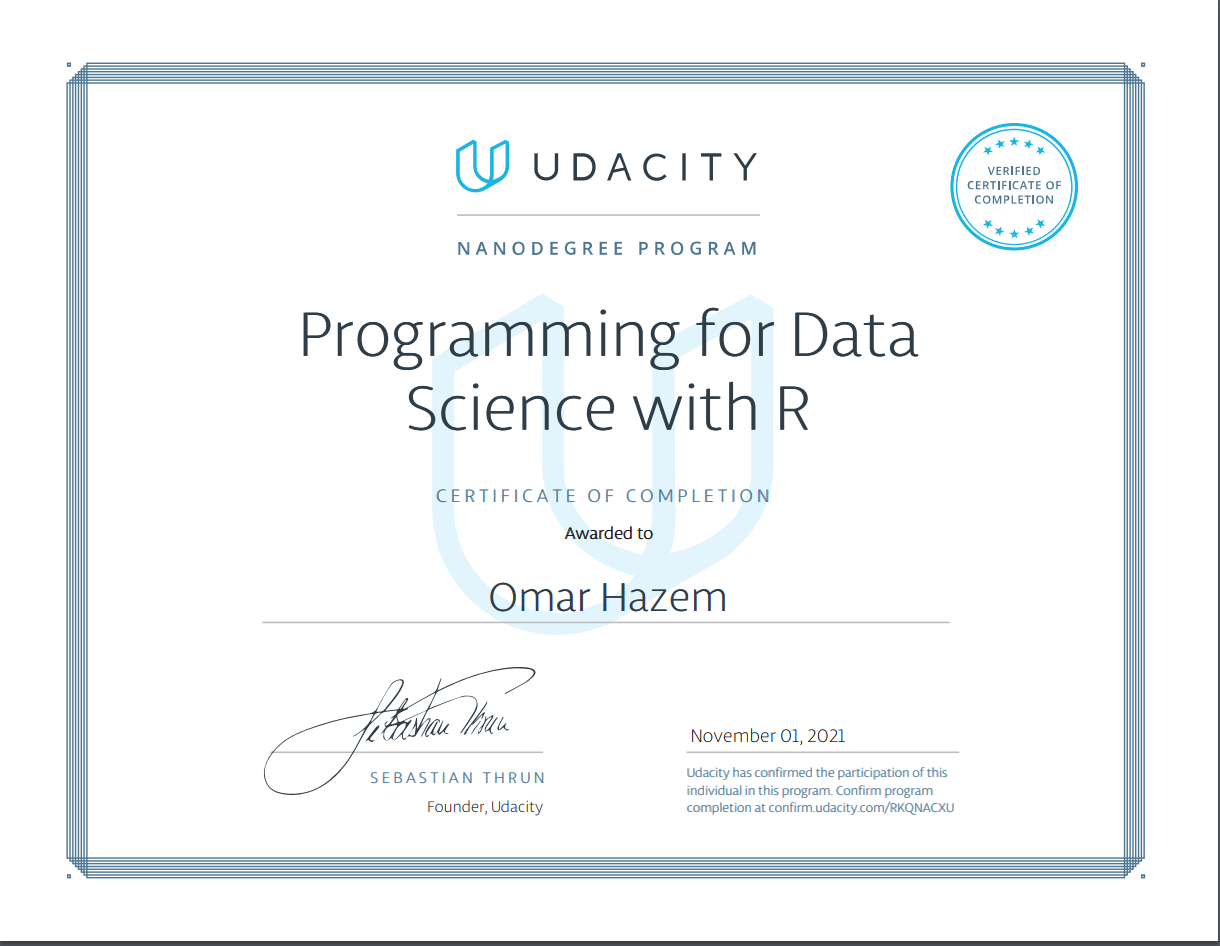 UDACITY
VERIFIED
CERTIFICATE OF
COMPLETION
NANODEGREE PROGRAM
Programming for Data
Science with R
CERTIFICATE OF COMPLETION
Awarded to
Omar Hazem
Sebastian Thrun
SEBASTIAN THRUN
Founder, Udacity
November 01, 2021
Udacity has confirmed the participation of this
individual in this program. Confirm program
completion at confirm.udacity.com/RKQNACXU